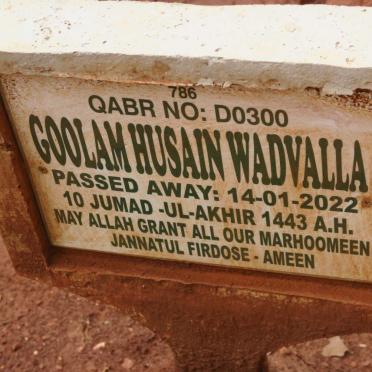 786
QABR NO: D0300
GOOLAM HUSAIN WADVALLA
PASSED AWAY: 14-01-2022
10 JUMAD -UL-AKHIR 1443 A.H.
MAY ALLAH GRANT ALL OUR MARHOOMEEN
JANNATUL FIRDOSE - AMEEN